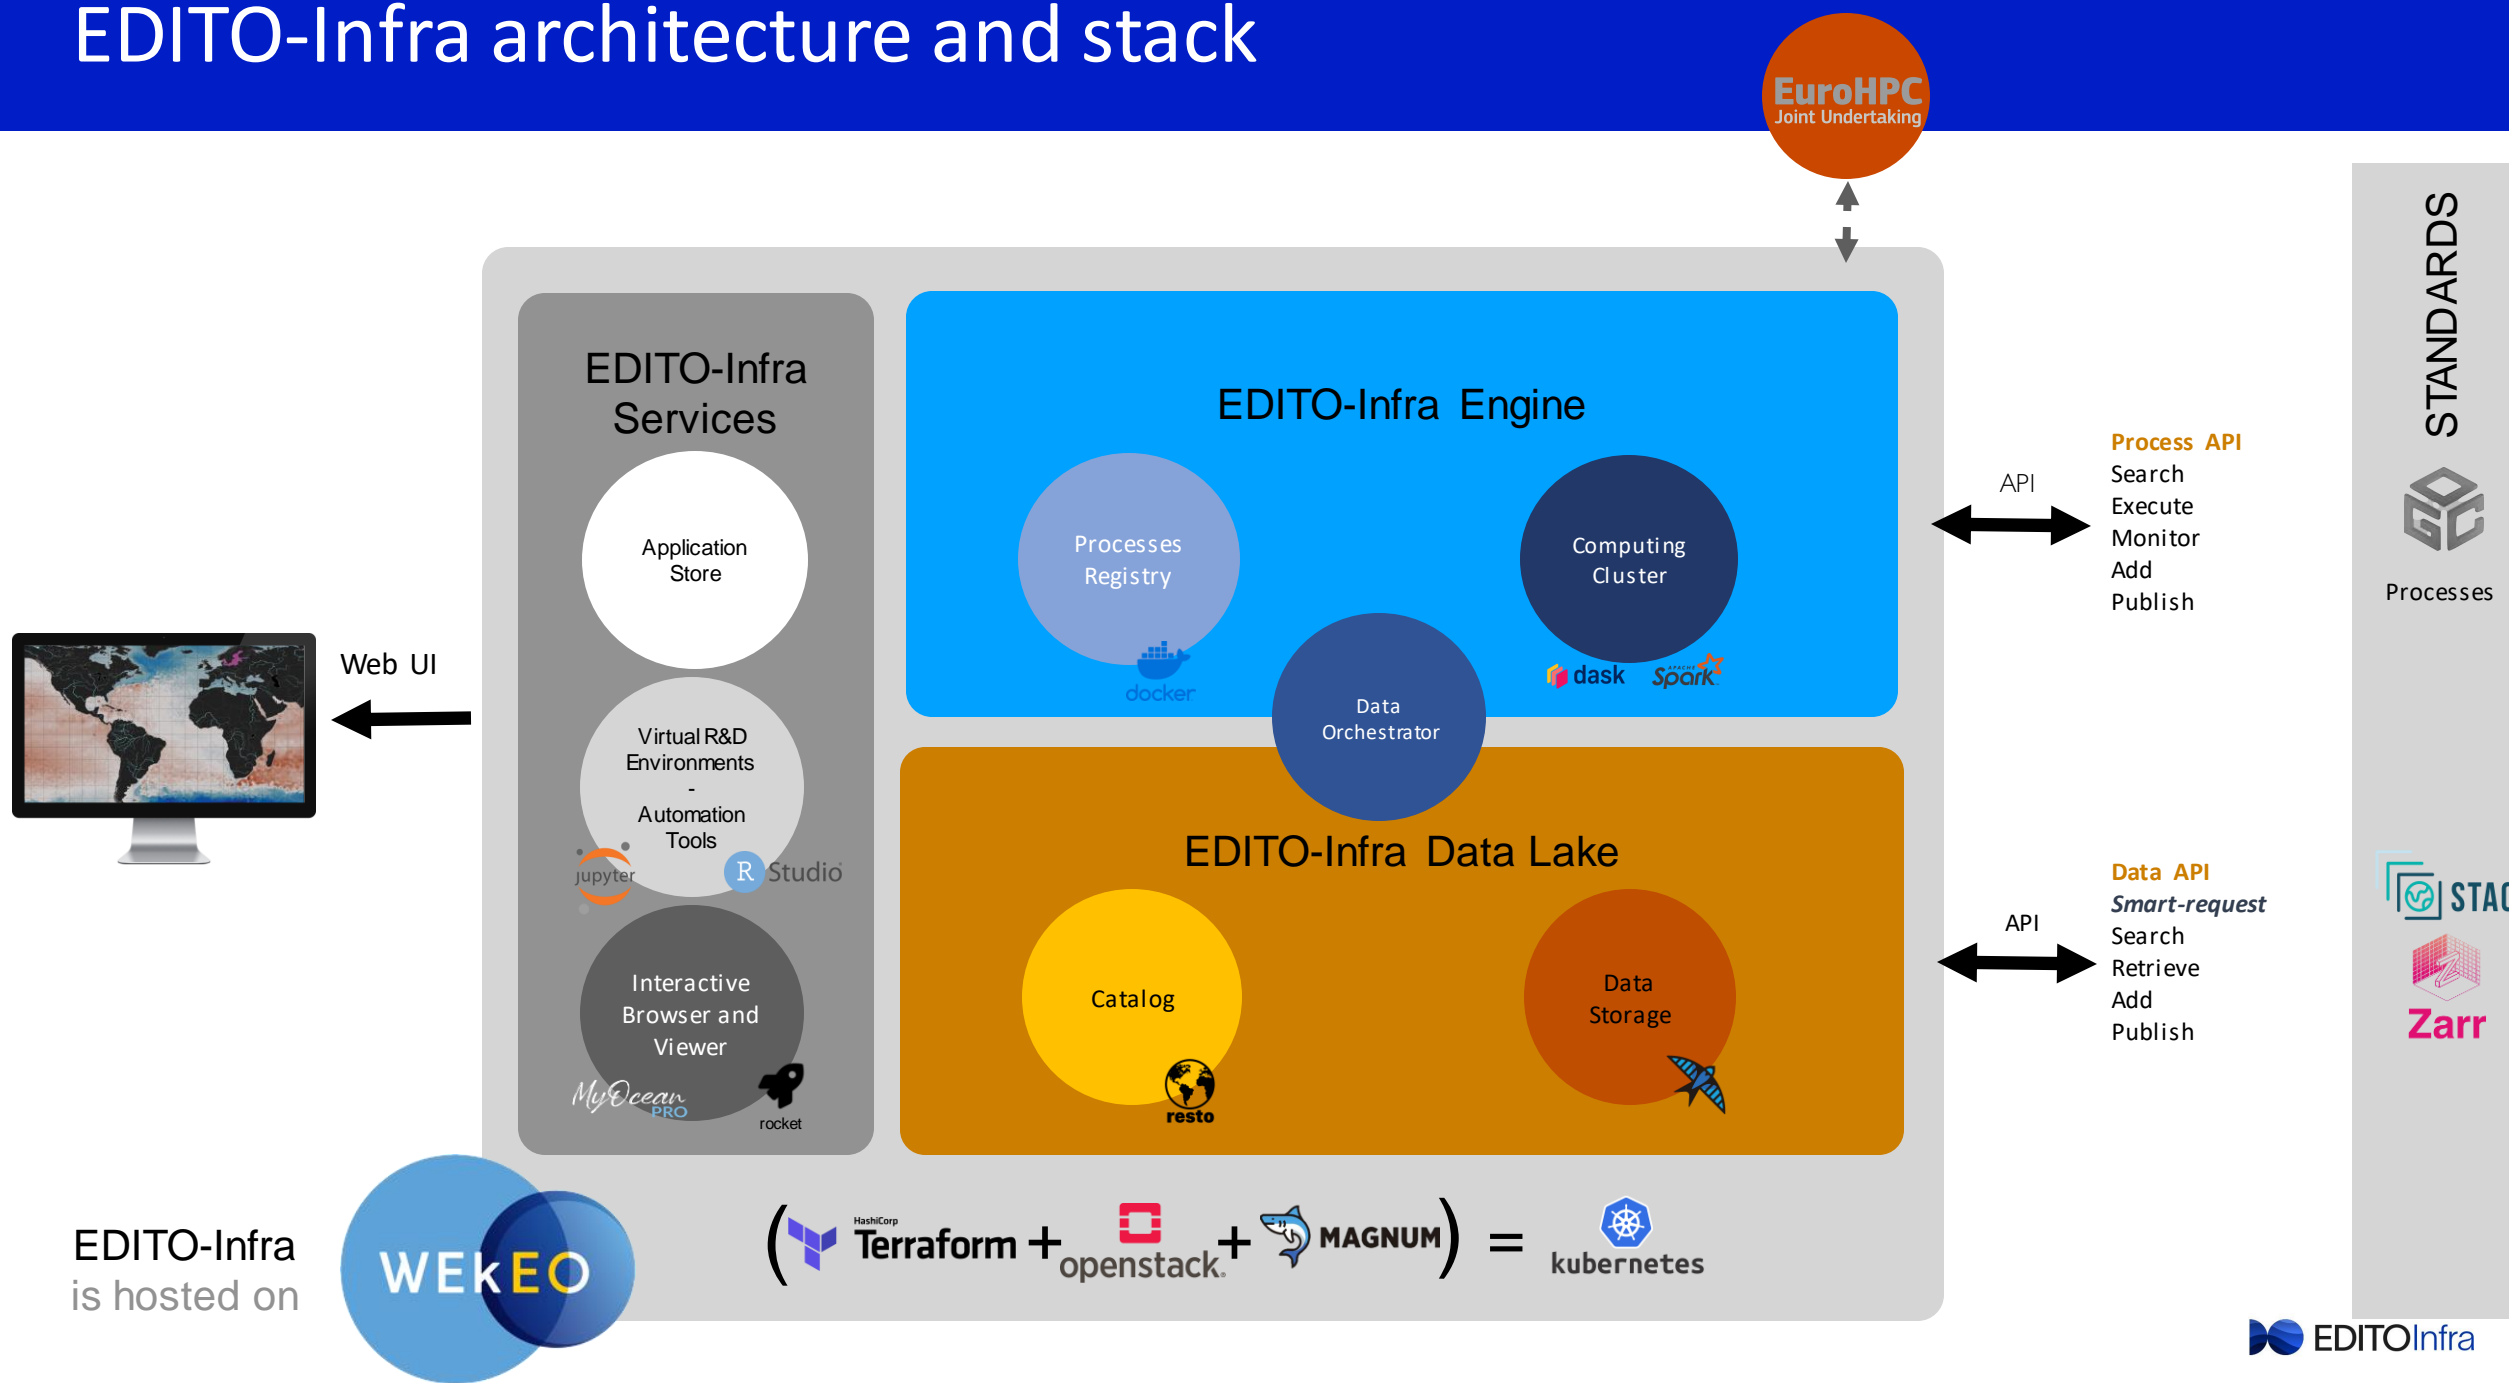 EDITO-Infra architecture and stack
EuroHPC
Joint Undertaking
EDITO-Infra
Services
Application
Store
Virtual R&D
Environments
-
Automation
Tools
jupyter
R Studio
Interactive
Browser and
Viewer
MyOcean
PRO
rocket
EDITO-Infra Engine
Processes
Registry
docker
Computing
Cluster
dask
APACHE
Spark
Data
Orchestrator
EDITO-Infra Data Lake
Catalog
resto
Data
Storage
Web UI
API
Process API
Search
Execute
Monitor
Add
Publish
API
Data API
Smart-request
Search
Retrieve
Add
Publish
STANDARDS
OGC
Processes
STAC
Zarr
EDITO-Infra
is hosted on
WEKEO
(
HashiCorp
Terraform + openstack. + MAGNUM) = kubernetes
EDITOInfra